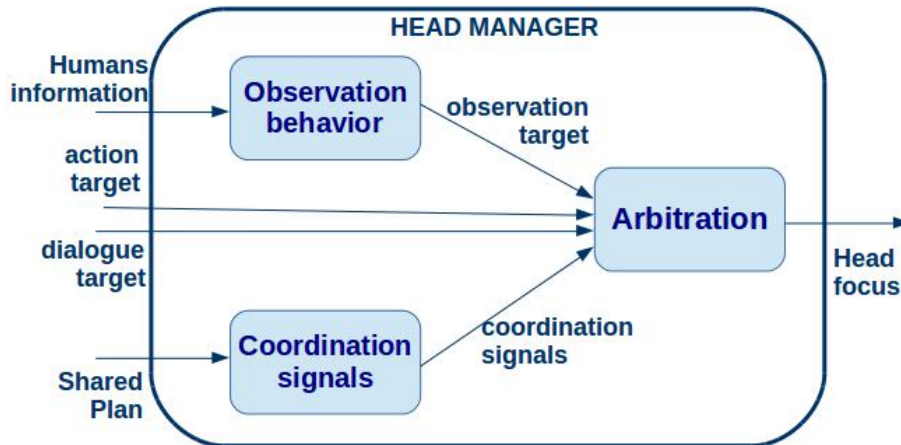 HEAD MANAGER
Humans
information
Observation
behavior
observation
target
action
target
Arbitration
dialogue
target
Head
focus
Coordination
signals
coordination
signals
Shared
Plan